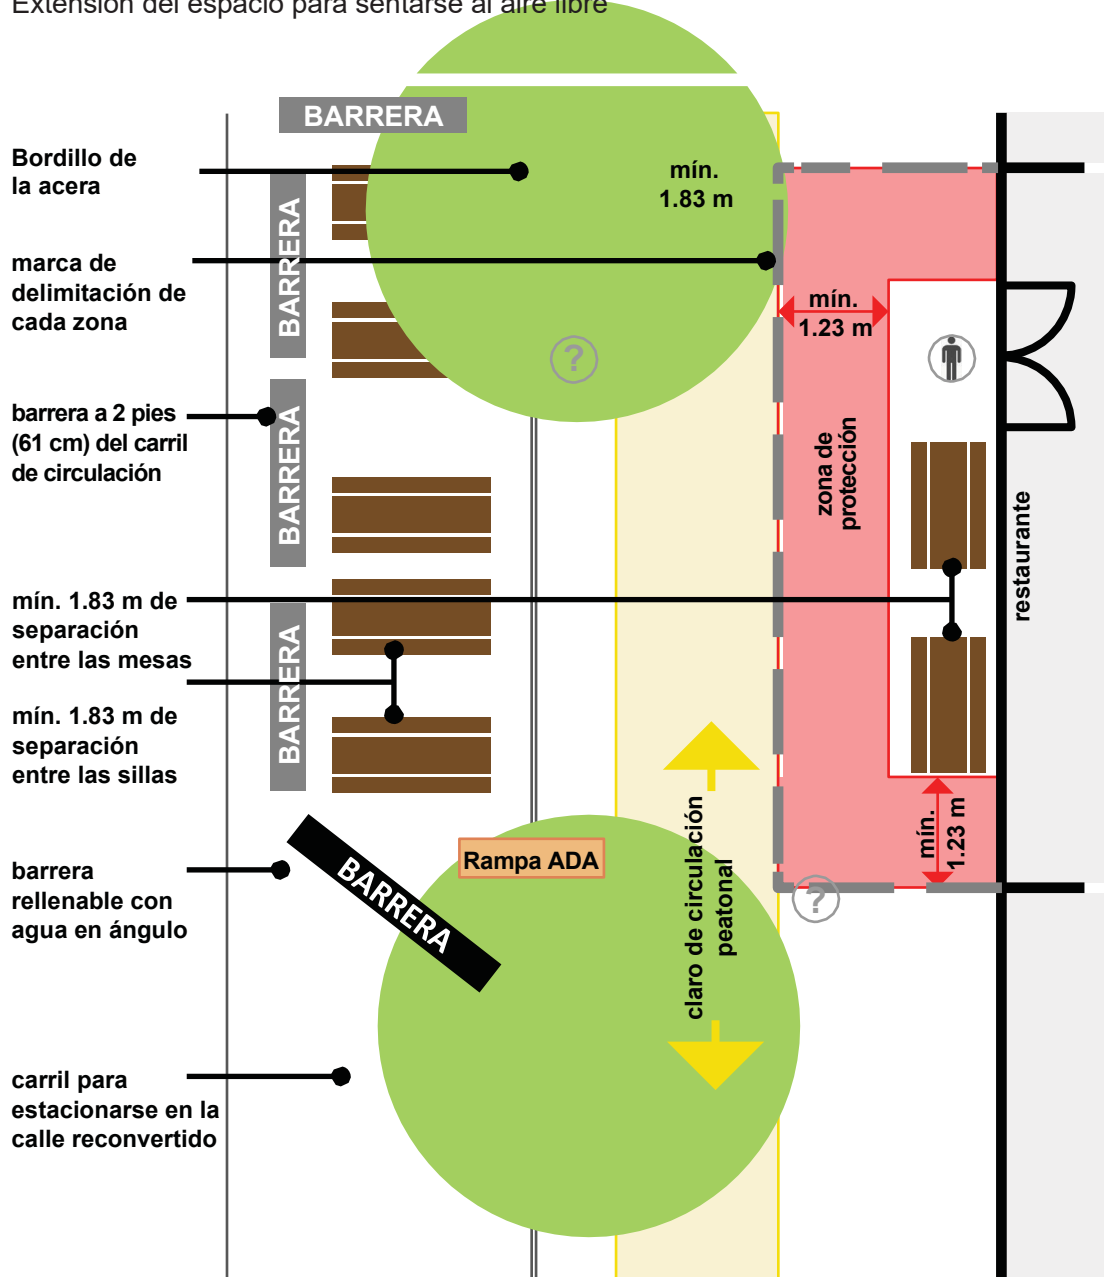 Extensión del espacio para sentarse al aire libre
BARRERA
Bordillo de
la acera
mín.
1.83 m
BARRERA
marca de
delimitación de
cada zona
mín.
1.23 m
?
barrera a 2 pies
(61 cm) del carril
de circulación
BARRERA
zona de
protección
restaurante
mín. 1.83 m de
separación
entre las mesas
BARRERA
mín. 1.83 m de
separación
entre las sillas
mín.
1.23 m
Rampa ADA
claro de circulación
peatonal
barrera
rellenable con
agua en ángulo
BARRERA
?
carril para
estacionarse en la
calle reconvertido